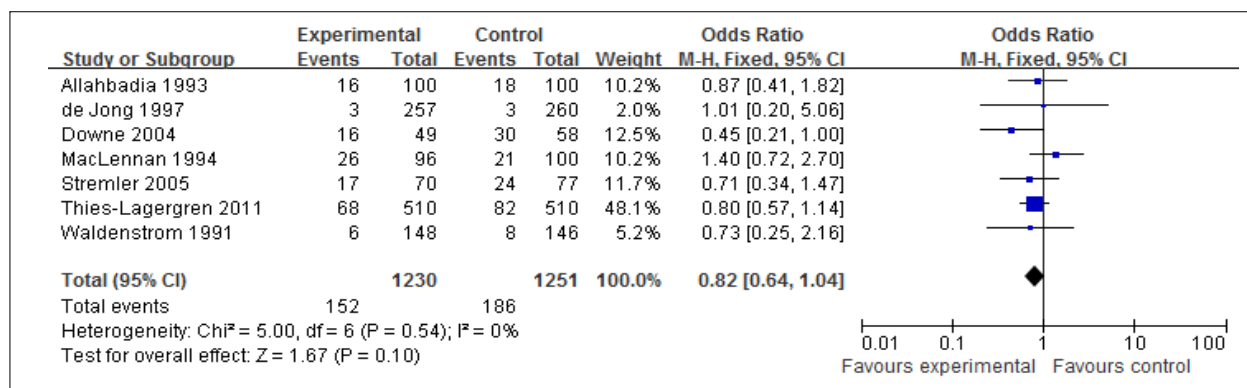 Experimental Control Odds Ratio Odds Ratio
Study or Subgroup Events Total Events Total Weight M-H, Fixed, 95% CI M-H, Fixed, 95% CI
Allahbadia 1993 16 100 18 100 10.2% 0.87 [0.41, 1.82]
de Jong 1997 3 257 3 260 2.0% 1.01 [0.20, 5.06]
Downe 2004 16 49 30 58 12.5% 0.45 [0.21, 1.00]
MacLennan 1994 26 96 21 100 10.2% 1.40 [0.72, 2.70]
Stremler 2005 17 70 24 77 11.7% 0.71 [0.34, 1.47]
Thies-Lagergren 2011 68 510 82 510 48.1% 0.80 [0.57, 1.14]
Waldenstrom 1991 6 148 8 146 5.2% 0.73 [0.25, 2.16]
Total (95% CI) 1230 1251 100.0% 0.82 [0.64, 1.04]
Total events 152 186
Heterogeneity: Chi² = 5.00, df = 6 (P = 0.54); I² = 0%
Test for overall effect: Z = 1.67 (P = 0.10)
0.01 0.1 1 10 100
Favours experimental Favours control